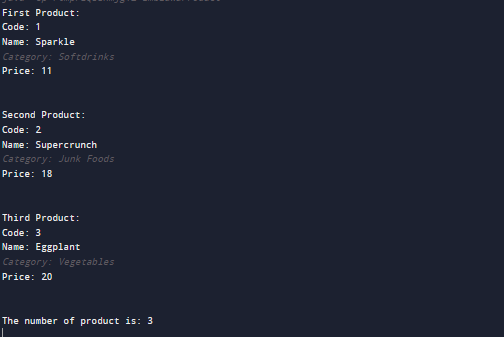 First Product:
Code: 1
Name: Sparkle
Category: Softdrinks
Price: 11
Second Product:
Code: 2
Name: Supercrunch
Category: Junk Foods
Price: 18
Third Product:
Code: 3
Name: Eggplant
Category: Vegetables
Price: 20
The number of product is: 3